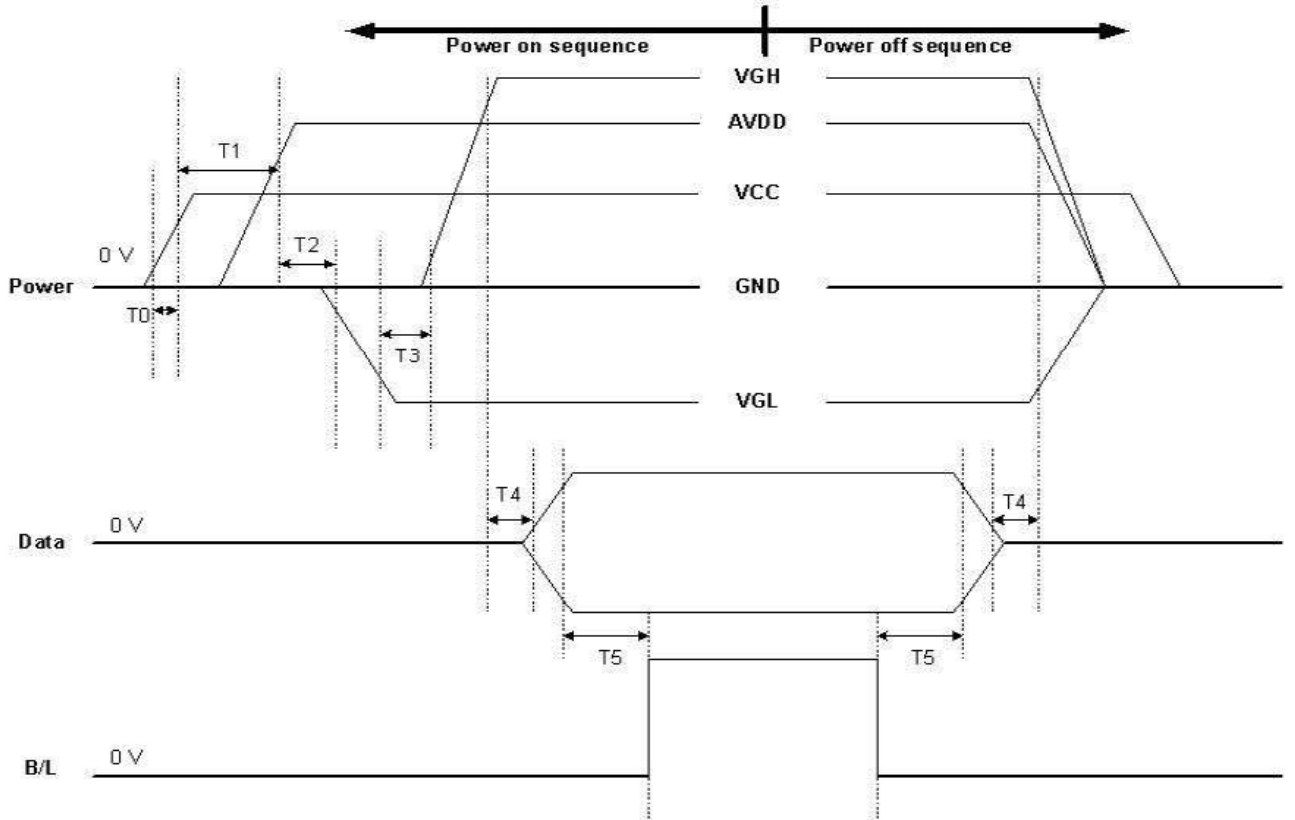 Power on sequence
Power off sequence
VGH
AVDD
T1
VCC
T2
0 V
Power
GND
T0
T3
VGL
T4
T4
0 V
Data
T5
T5
0 V
B/L